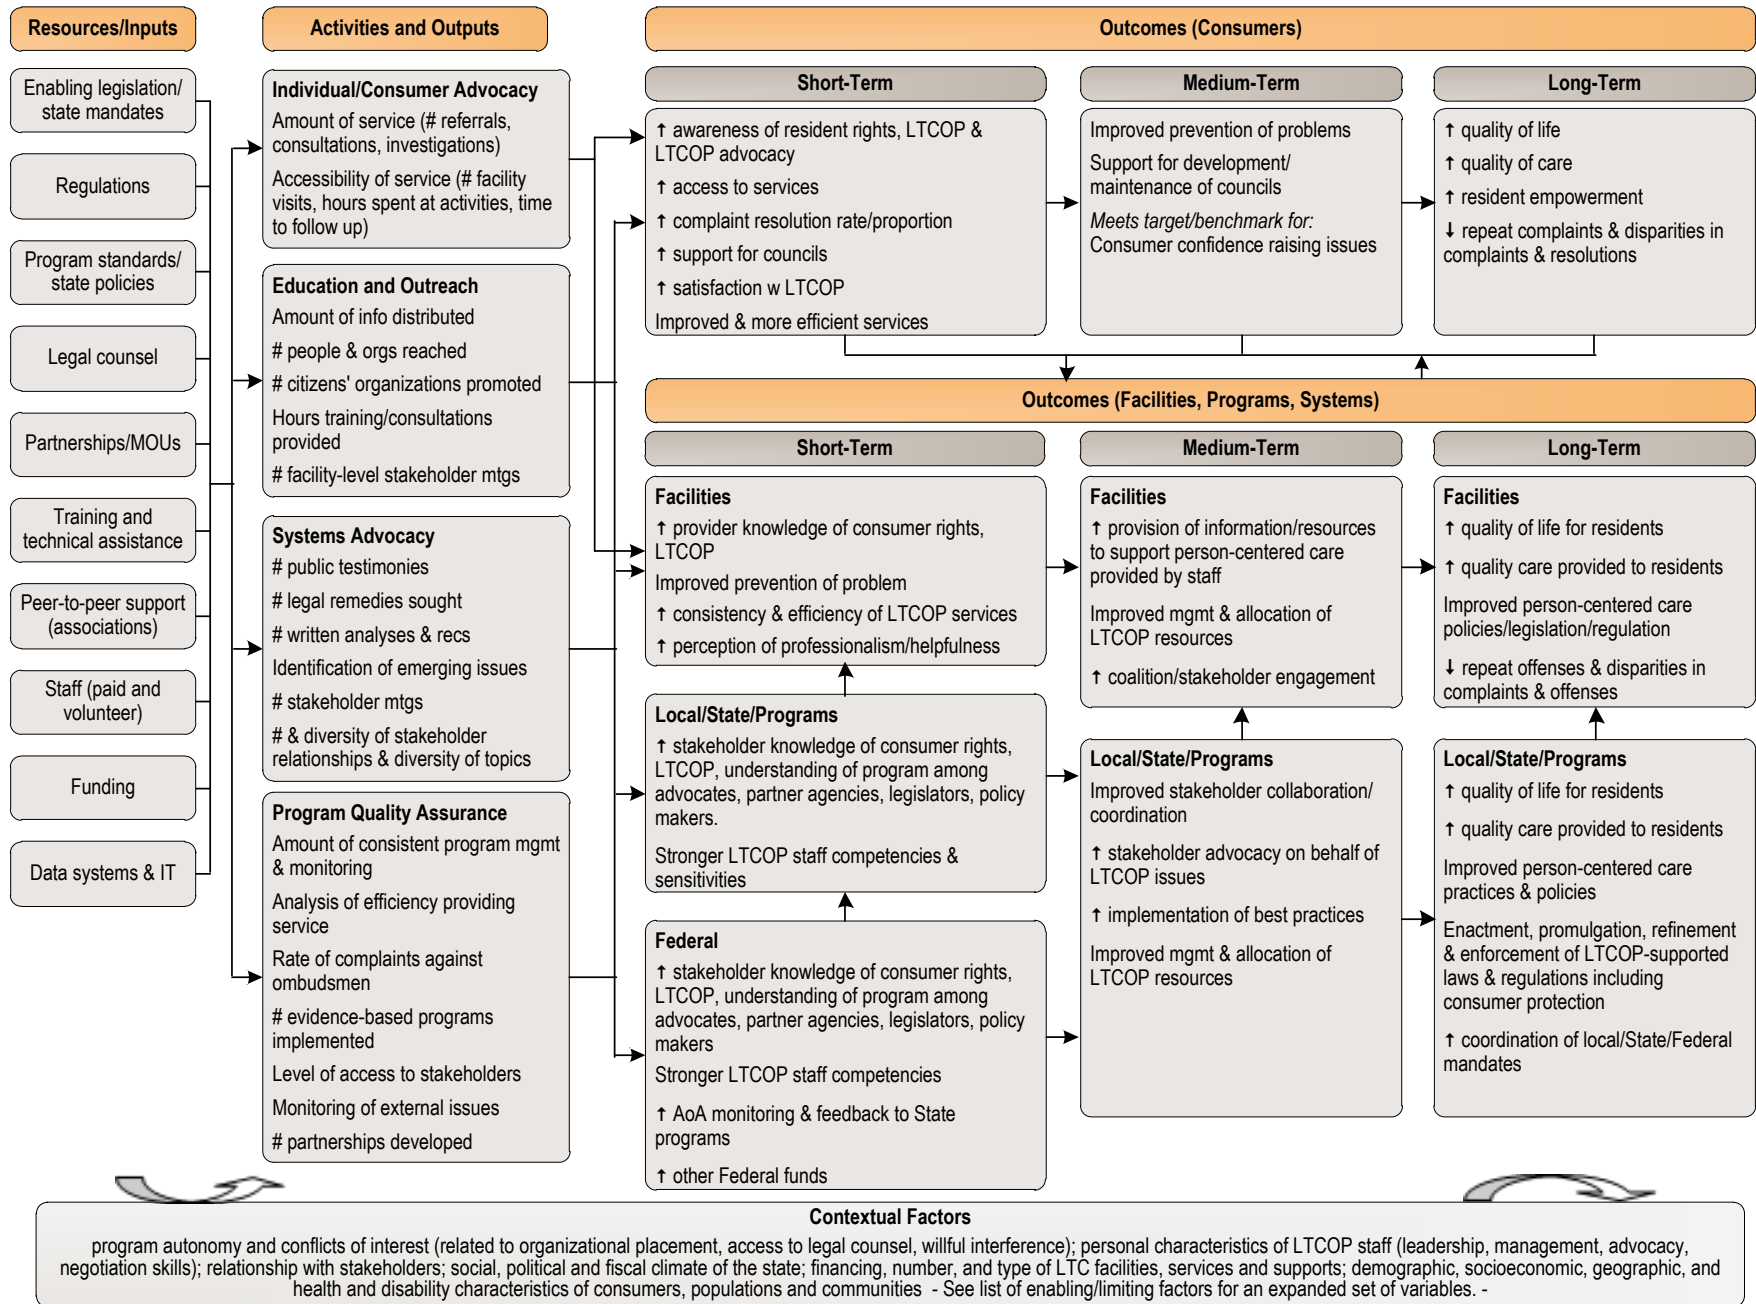 Resources/Inputs
Enabling legislation/
state mandates
Regulations
Program standards/
state policies
Legal counsel
Partnerships/MOUs
Training and
technical assistance
Peer-to-peer support
(associations)
Staff (paid and
volunteer)
Funding
Data systems & IT
Activities and Outputs
Individual/Consumer Advocacy
Amount of service (# referrals,
consultations, investigations)
Accessibility of service (# facility
visits, hours spent at activities, time
to follow up)
Education and Outreach
Amount of info distributed
# people & orgs reached
# citizens' organizations promoted
Hours training/consultations
provided
# facility-level stakeholder mtgs
Systems Advocacy
# public testimonies
# legal remedies sought
# written analyses & recs
Identification of emerging issues
# stakeholder mtgs
# & diversity of stakeholder
relationships & diversity of topics
Program Quality Assurance
Amount of consistent program mgmt
& monitoring
Analysis of efficiency providing
service
Rate of complaints against
ombudsmen
# evidence-based programs
implemented
Level of access to stakeholders
Monitoring of external issues
# partnerships developed
Outcomes (Consumers)
Short-Term
↑ awareness of resident rights, LTCOP &
LTCOP advocacy
↑ access to services
↑ complaint resolution rate/proportion
↑ support for councils
↑ satisfaction w LTCOP
Improved & more efficient services
Medium-Term
Improved prevention of problems
Support for development/
maintenance of councils
Meets target/benchmark for:
Consumer confidence raising issues
Long-Term
↑ quality of life
↑ quality of care
↑ resident empowerment
↓ repeat complaints & disparities in
complaints & resolutions
Outcomes (Facilities, Programs, Systems)
Short-Term
Facilities
↑ provider knowledge of consumer rights,
LTCOP
Improved prevention of problem
↑ consistency & efficiency of LTCOP services
↑ perception of professionalism/helpfulness
Local/State/Programs
↑ stakeholder knowledge of consumer rights,
LTCOP, understanding of program among
advocates, partner agencies, legislators, policy
makers.
Stronger LTCOP staff competencies &
sensitivities
Federal
↑ stakeholder knowledge of consumer rights,
LTCOP, understanding of program among
advocates, partner agencies, legislators, policy
makers
Stronger LTCOP staff competencies
↑ AoA monitoring & feedback to State
programs
↑ other Federal funds
Medium-Term
Facilities
↑ provision of information/resources
to support person-centered care
provided by staff
Improved mgmt & allocation of
LTCOP resources
↑ coalition/stakeholder engagement
Local/State/Programs
Improved stakeholder collaboration/
coordination
↑ stakeholder advocacy on behalf of
LTCOP issues
↑ implementation of best practices
Improved mgmt & allocation of
LTCOP resources
Long-Term
Facilities
↑ quality of life for residents
↑ quality care provided to residents
Improved person-centered care
policies/legislation/regulation
↓ repeat offenses & disparities in
complaints & offenses
Local/State/Programs
↑ quality of life for residents
↑ quality care provided to residents
Improved person-centered care
practices & policies
Enactment, promulgation, refinement
& enforcement of LTCOP-supported
laws & regulations including
consumer protection
↑ coordination of local/State/Federal
mandates
Contextual Factors
program autonomy and conflicts of interest (related to organizational placement, access to legal counsel, willful interference); personal characteristics of LTCOP staff (leadership, management, advocacy,
negotiation skills); relationship with stakeholders; social, political and fiscal climate of the state; financing, number, and type of LTC facilities, services and supports; demographic, socioeconomic, geographic, and
health and disability characteristics of consumers, populations and communities - See list of enabling/limiting factors for an expanded set of variables. -